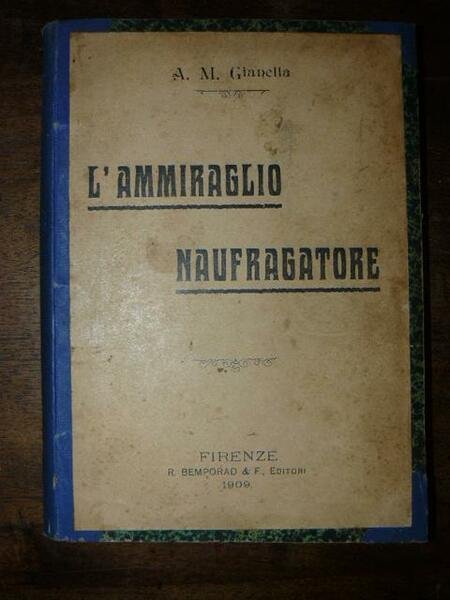 A. M. Gianella
L'AMMIRAGLIO
NAUFRAGATORE
FIRENZE
R. BEMPORAD & F., EDITORI
1909